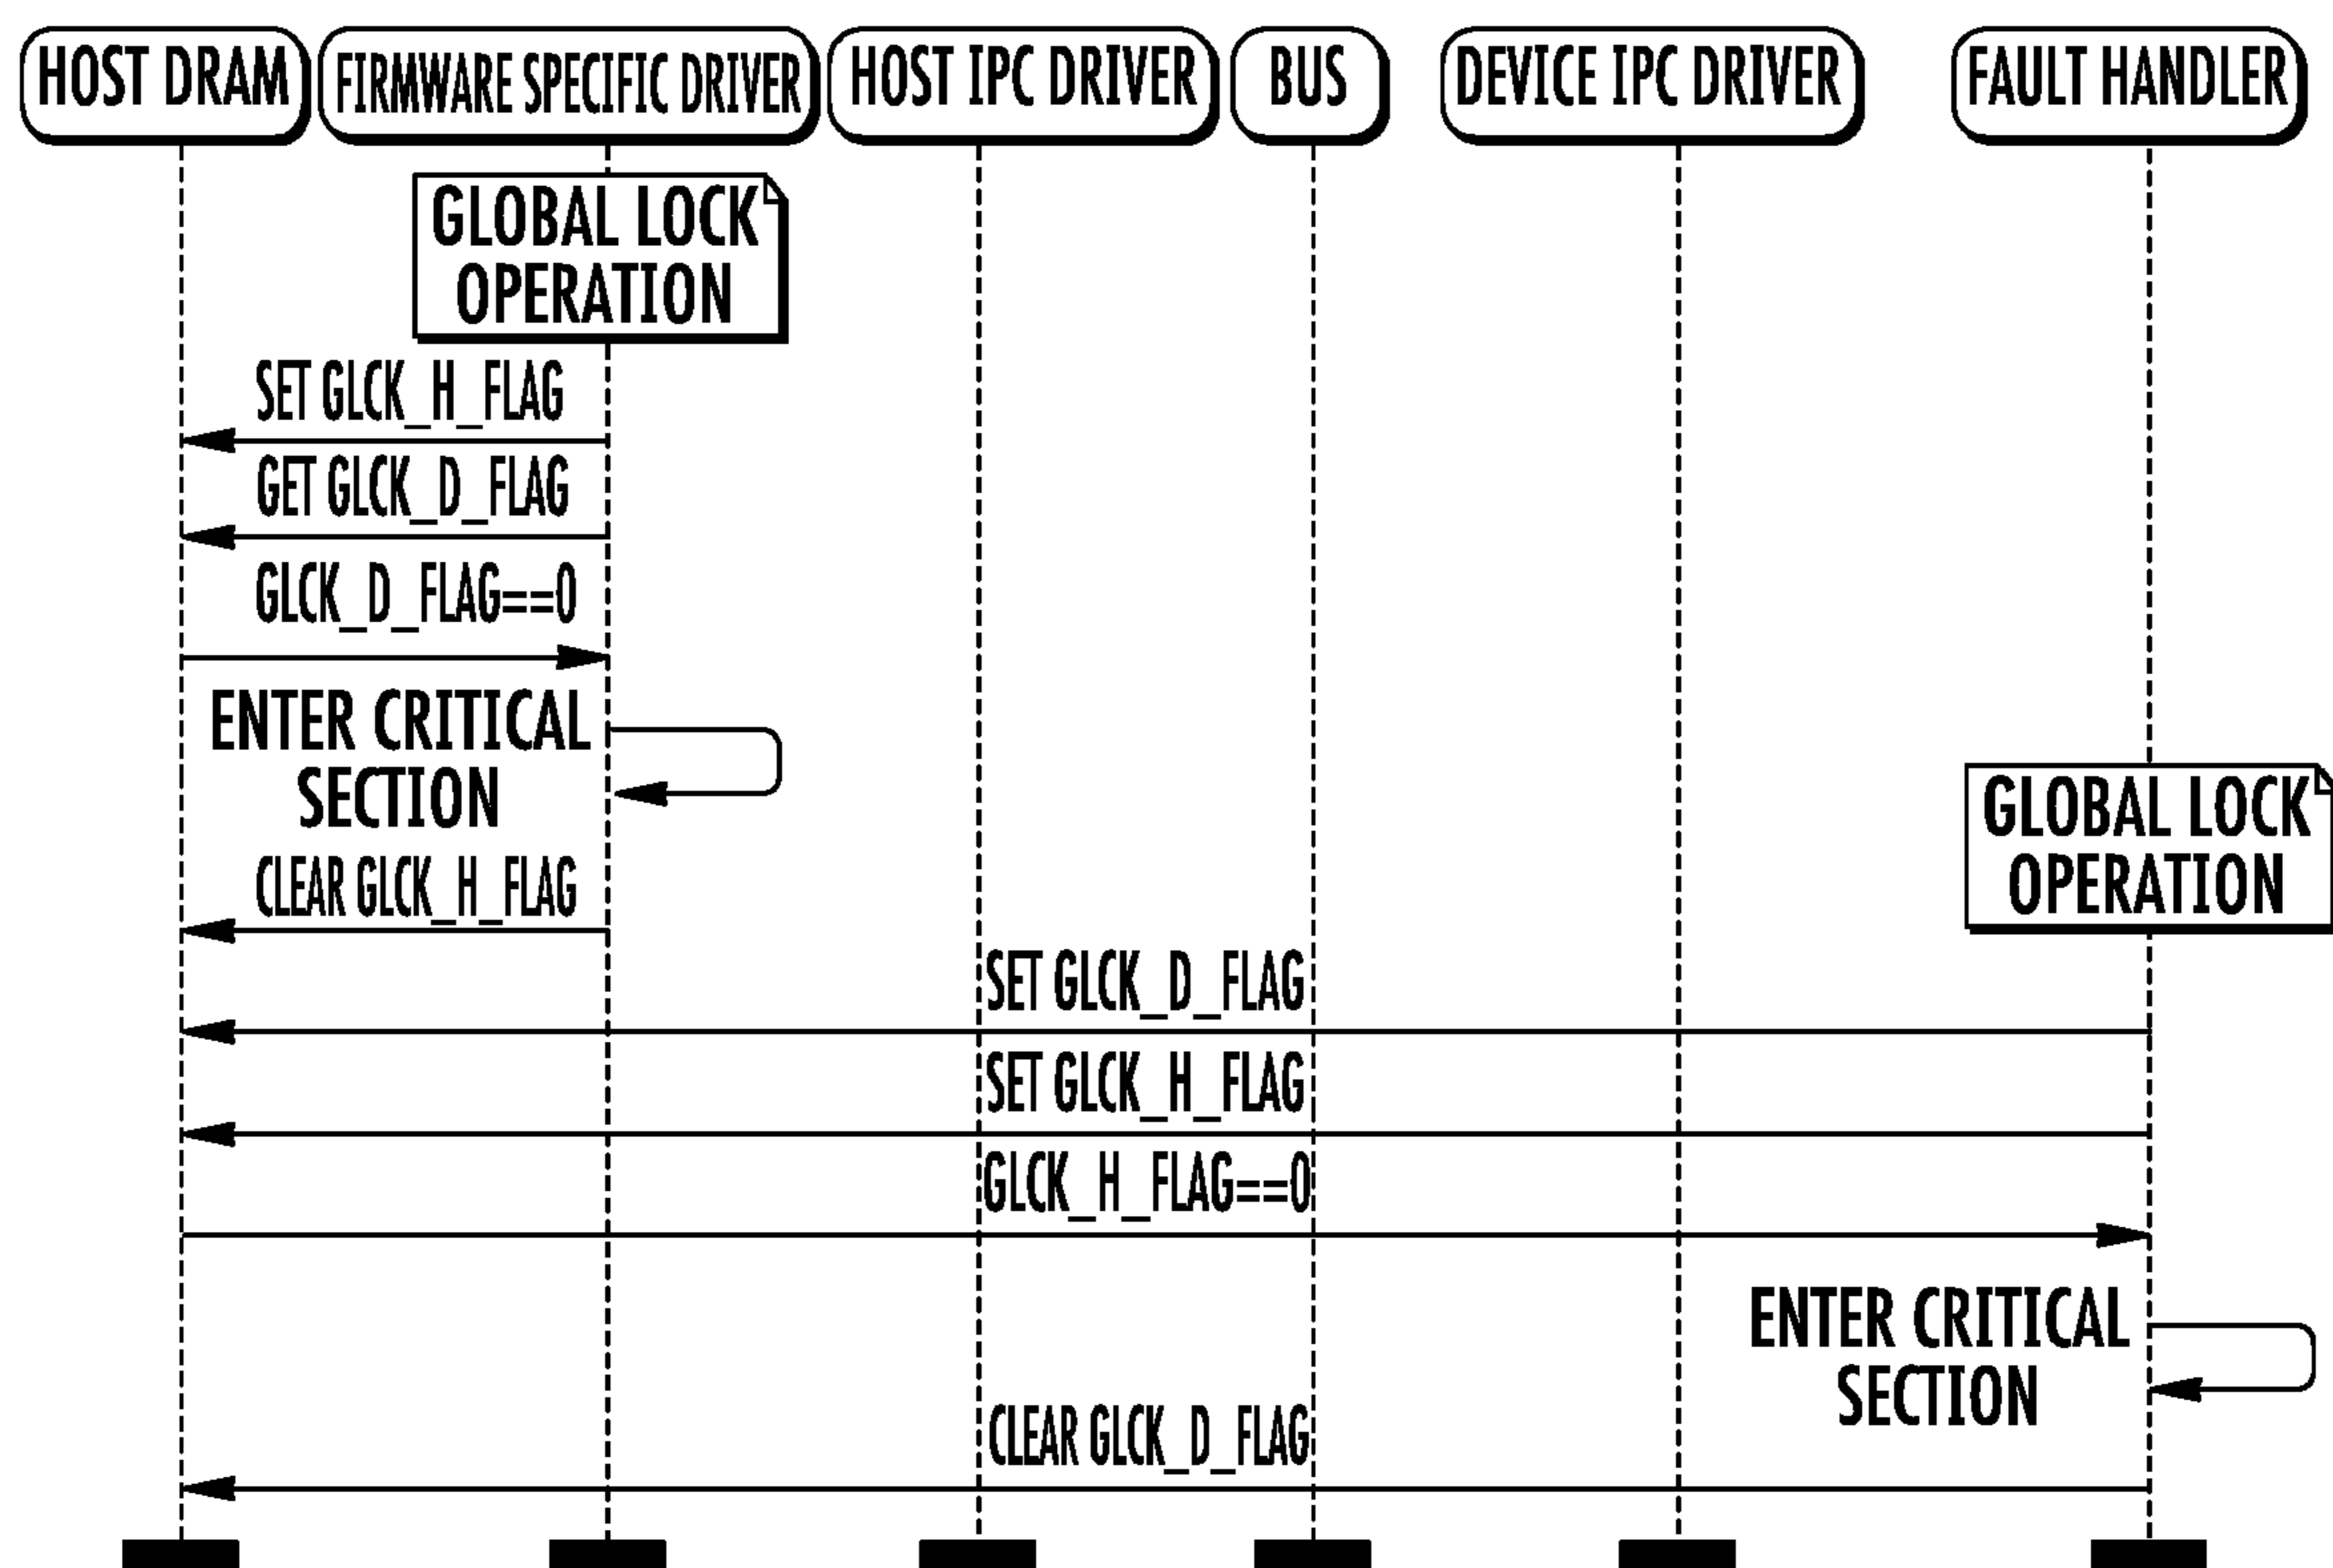 HOST DRAM
FIRMWARE SPECIFIC DRIVER
HOST IPC DRIVER
BUS
DEVICE IPC DRIVER
FAULT HANDLER
GLOBAL LOCK
OPERATION
SET GLCK_H_FLAG
GET GLCK_D_FLAG
GLCK_D_FLAG==0
ENTER CRITICAL
SECTION
GLOBAL LOCK
OPERATION
CLEAR GLCK_H_FLAG
SET GLCK_D_FLAG
SET GLCK_H_FLAG
GLCK_H_FLAG==0
ENTER CRITICAL
SECTION
CLEAR GLCK_D_FLAG